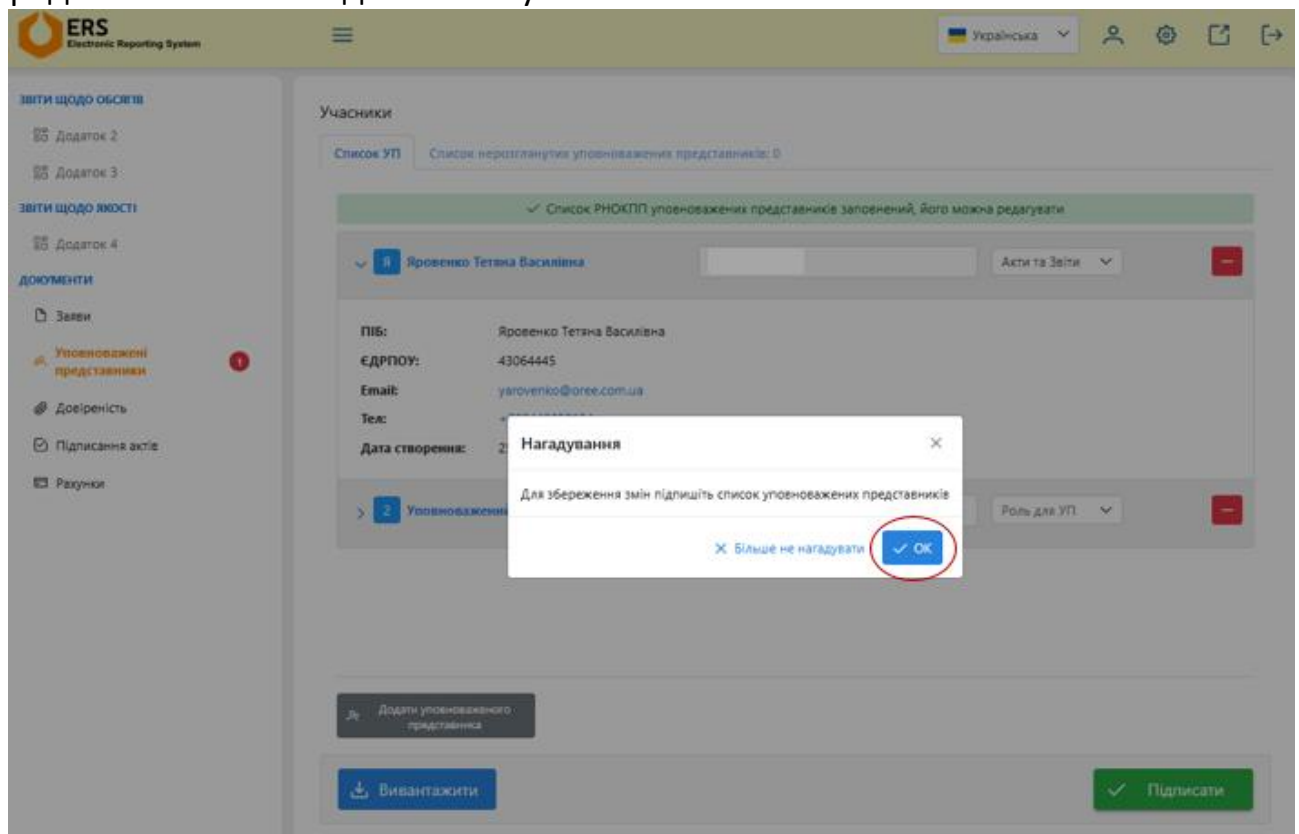 ERS
Electronic Reporting System
Українська
ЗВІТИ ЩОДО ОБСЯГІВ
Додаток 2
Додаток 3
ЗВІТИ ЩОДО ЯКОСТІ
Додаток 4
ДОКУМЕНТИ
Заяви
Уповноважені
представники
1
Довіреність
Підписання актів
Рахунки
Учасники
Список УП
Список нерозглянутих уповноважених представників: 0
Список РНОКПП уповноважених представників заповнений, його можна редагувати
Я Яровенко Тетяна Василівна
Акти та Звіти
ПІБ: Яровенко Тетяна Василівна
ЄДРПОУ: 43064445
Email: yarovenko@oree.com.ua
Тел:
Дата створення: 2
2
Роль для УП
Нагадування
Для збереження змін підпишіть список уповноважених представників
Більше не нагадувати
ОК
Додати уповноваженого
представника
Вивантажити
Підписати